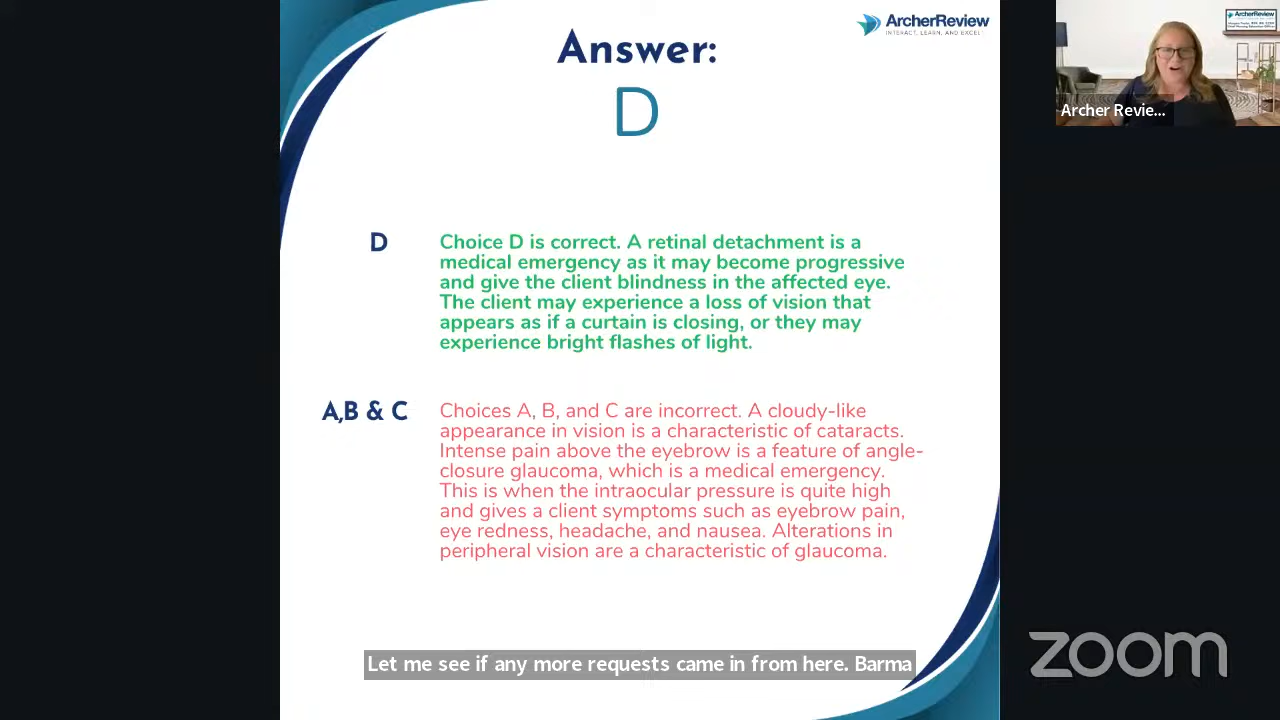 ArcherReview
INTERACT, LEARN, AND EXCEL
Answer:
D
D
Choice D is correct. A retinal detachment is a
medical emergency as it may become progressive
and give the client blindness in the affected eye.
The client may experience a loss of vision that
appears as if a curtain is closing, or they may
experience bright flashes of light.
A,B & C
Choices A, B, and C are incorrect. A cloudy-like
appearance in vision is a characteristic of cataracts.
Intense pain above the eyebrow is a feature of angle-
closure glaucoma, which is a medical emergency.
This is when the intraocular pressure is quite high
and gives a client symptoms such as eyebrow pain,
eye redness, headache, and nausea. Alterations in
peripheral vision are a characteristic of glaucoma.
Let me see if any more requests came in from here. Barma
Archer Revie...
ArcherReview
zoom